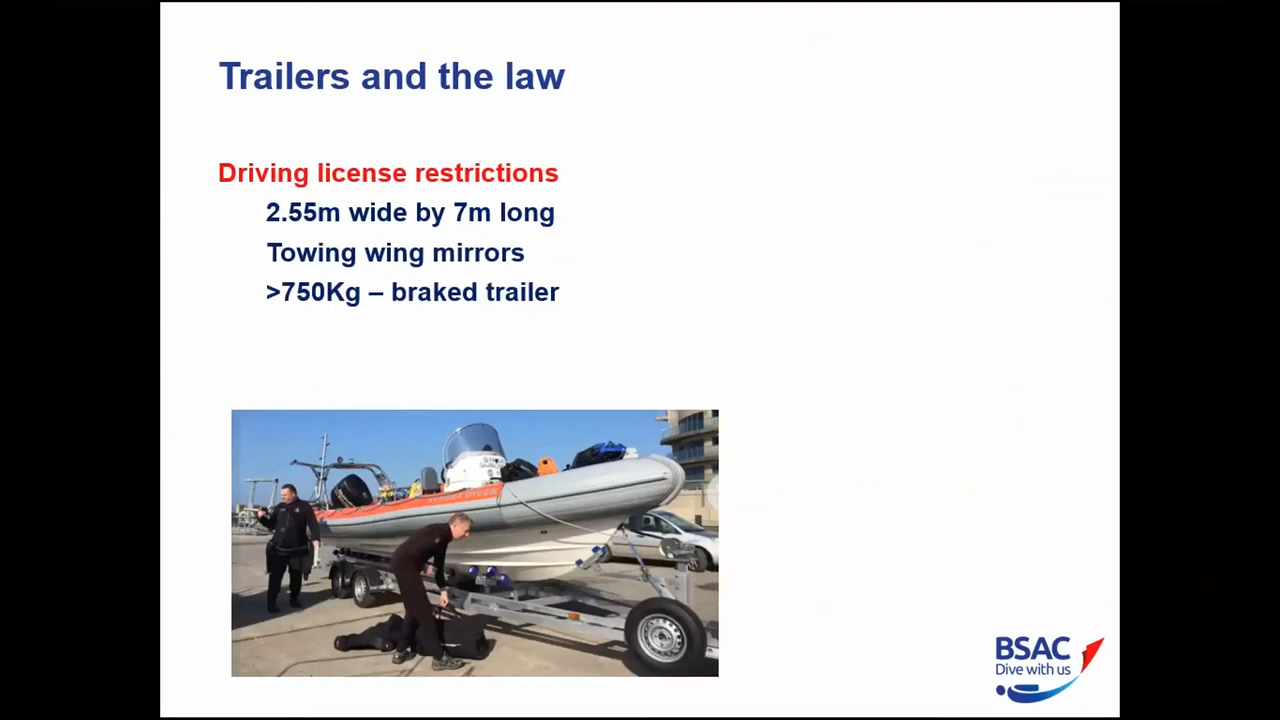 Trailers and the law
Driving license restrictions
2.55m wide by 7m long
Towing wing mirrors
>750Kg – braked trailer
BSAC
Dive with us